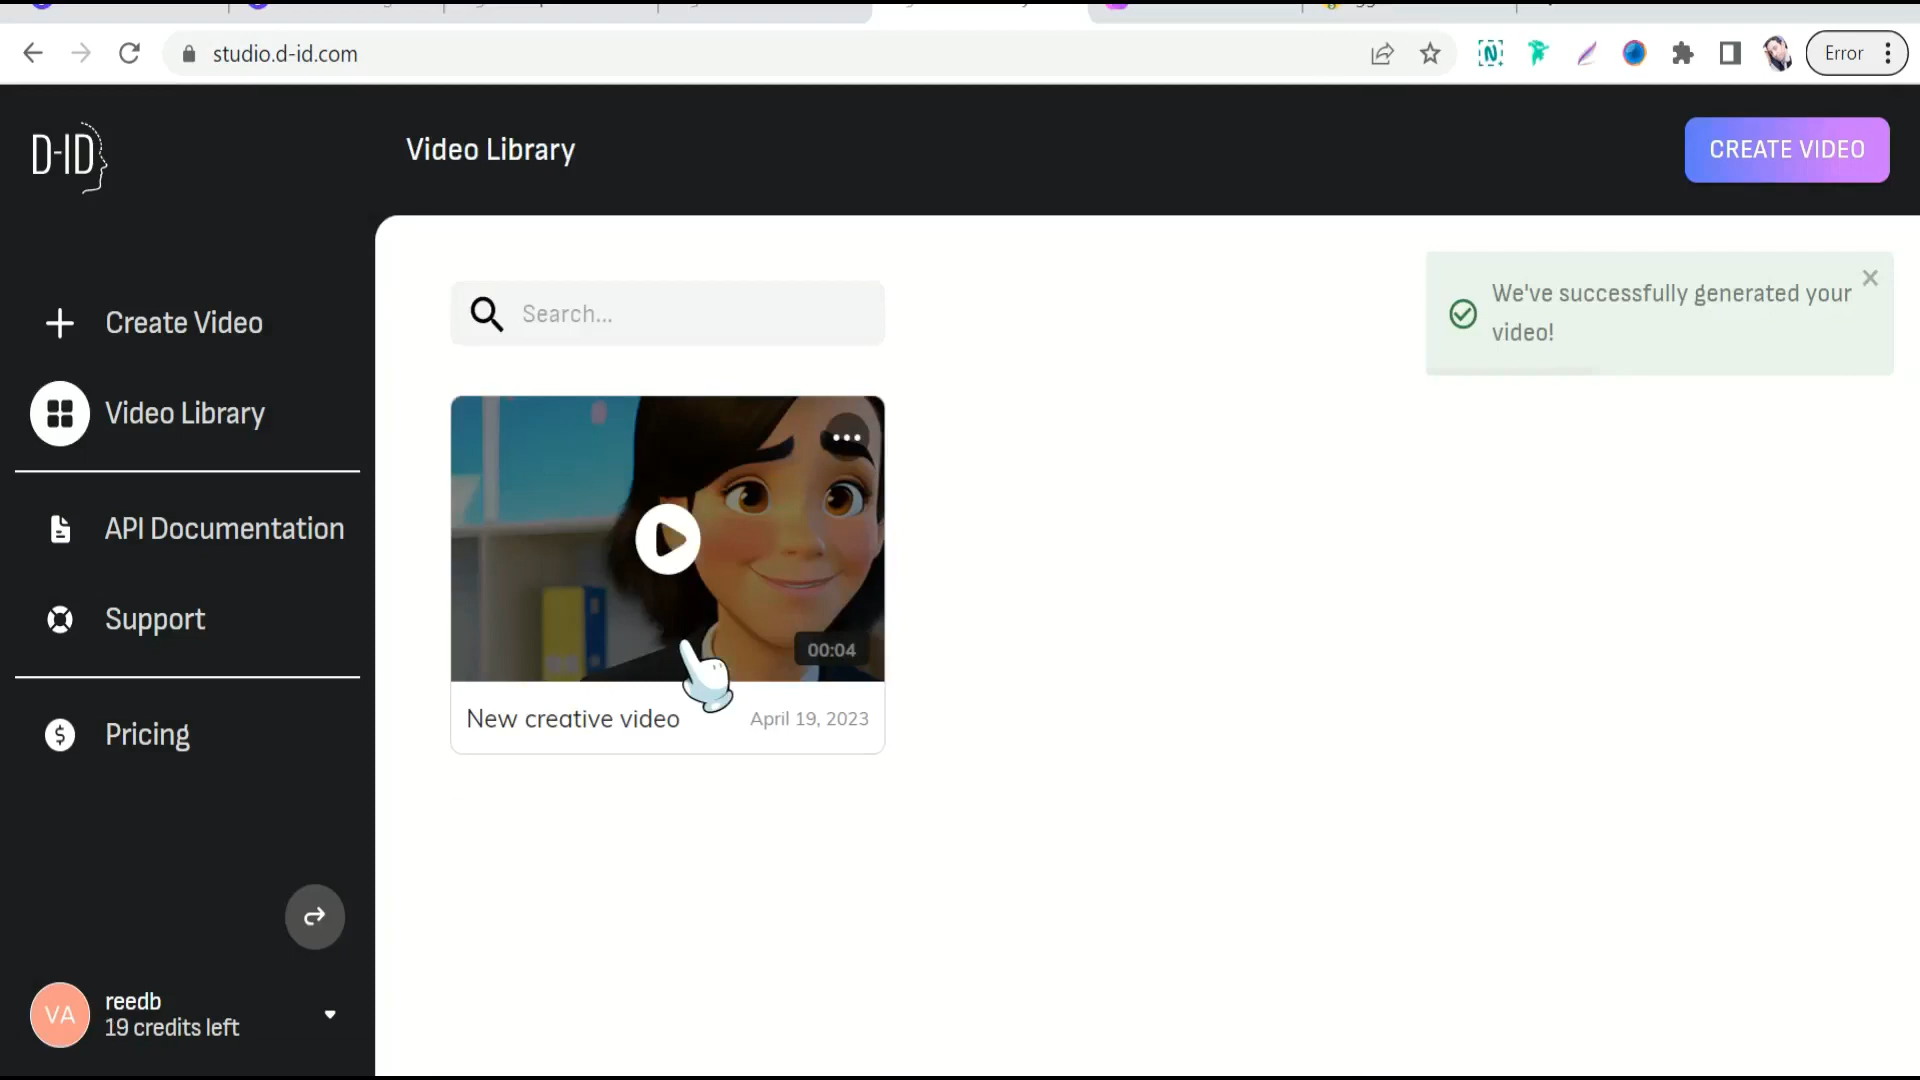 studio.d-id.com
Error
D-ID
Video Library
CREATE VIDEO
Create Video
Video Library
API Documentation
Support
Pricing
reedb
19 credits left
VA
Search...
We've successfully generated your
video!
00:04
New creative video
April 19, 2023